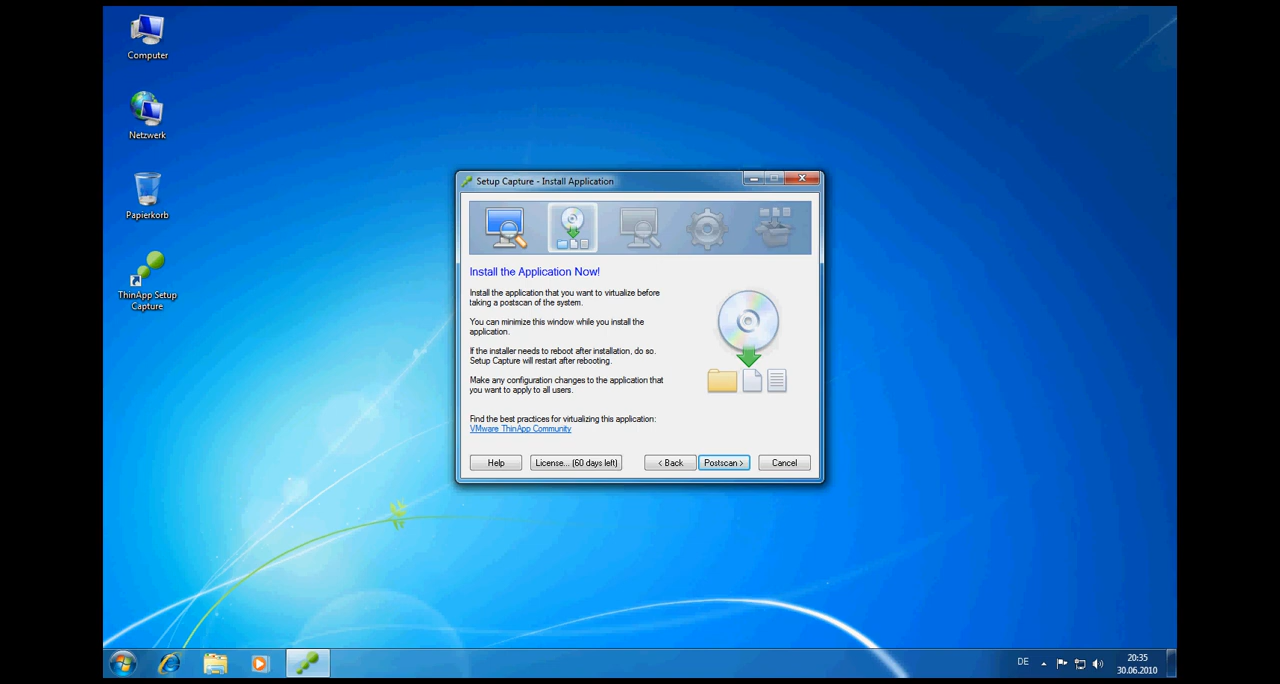 Computer
Netzwerk
Papierkorb
ThinApp Setup
Capture
Setup Capture - Install Application
Install the Application Now!
Install the application that you want to virtualize before
taking a postscan of the system.
You can minimize this window while you install the
application.
If the installer needs to reboot after installation, do so.
Setup Capture will restart after rebooting.
Make any configuration changes to the application that
you want to apply to all users.
Find the best practices for virtualizing this application:
VMware ThinApp Community
Help
License... (60 days left)
< Back
Postscan >
Cancel
DE
20:35
30.06.2010